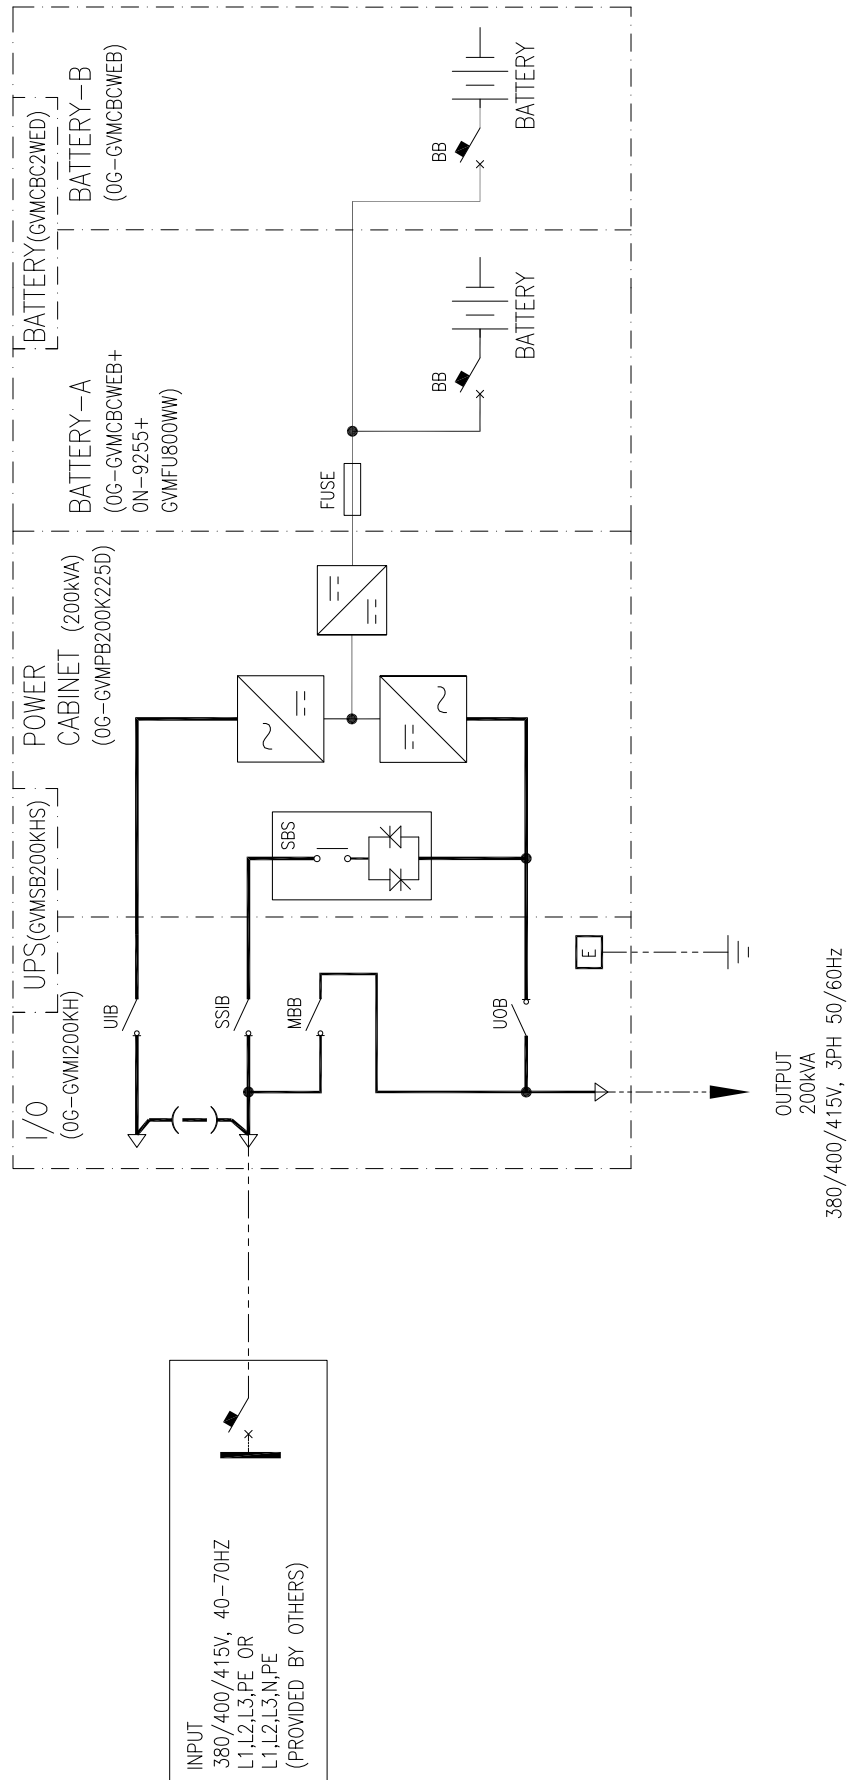 INPUT
380/400/415V, 40-70HZ
L1,L2,L3,PE OR
L1,L2,L3,N,PE
(PROVIDED BY OTHERS)
I/O
(0G-GVMI200KH)
UPS(GVMSB200KHS)
UIB
SSIB
MBB
UOB
E
POWER
CABINET (200kVA)
(0G-GVMPB200K225D)
SBS
BATTERY(GVMCBC2WED)
BATTERY-A
(0G-GVMCBCWEB+
0N-9255+
GVMFU800WW)
FUSE
BB
BATTERY
BATTERY-B
(0G-GVMCBCWEB)
BB
BATTERY
OUTPUT
200kVA
380/400/415V, 3PH 50/60Hz